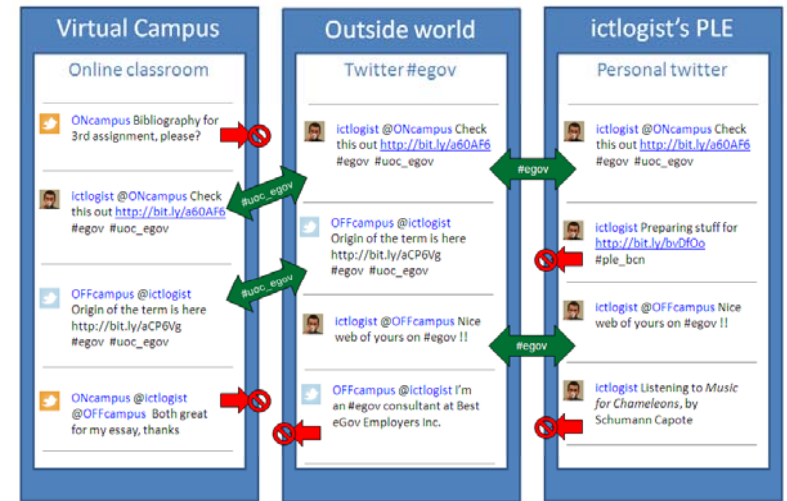 Virtual Campus
Online classroom
ONcampus Bibliography for
3rd assignment, please?
ictlogist @ONcampus Check
this out http://bit.ly/a60AF6
#egov #uoc_egov
OFFcampus @ictlogist
Origin of the term is here
http://bit.ly/aCP6Vg
#egov #uoc_egov
ONcampus @ictlogist
@OFFcampus Both great
for my essay, thanks
#uoc_egov
#uoc_egov
Outside world
Twitter #egov
ictlogist @ONcampus Check
this out http://bit.ly/a60AF6
#egov #uoc_egov
OFFcampus @ictlogist
Origin of the term is here
http://bit.ly/aCP6Vg
#egov #uoc_egov
ictlogist @OFFcampus Nice
web of yours on #egov !!
OFFcampus @ictlogist I'm
an #egov consultant at Best
eGov Employers Inc.
#egov
#egov
ictlogist's PLE
Personal twitter
ictlogist @ONcampus Check
this out http://bit.ly/a60AF6
#egov #uoc_egov
ictlogist Preparing stuff for
http://bit.ly/bvDfOo
#ple_bcn
ictlogist @OFFcampus Nice
web of yours on #egov !!
ictlogist Listening to Music
for Chameleons, by
Schumann Capote